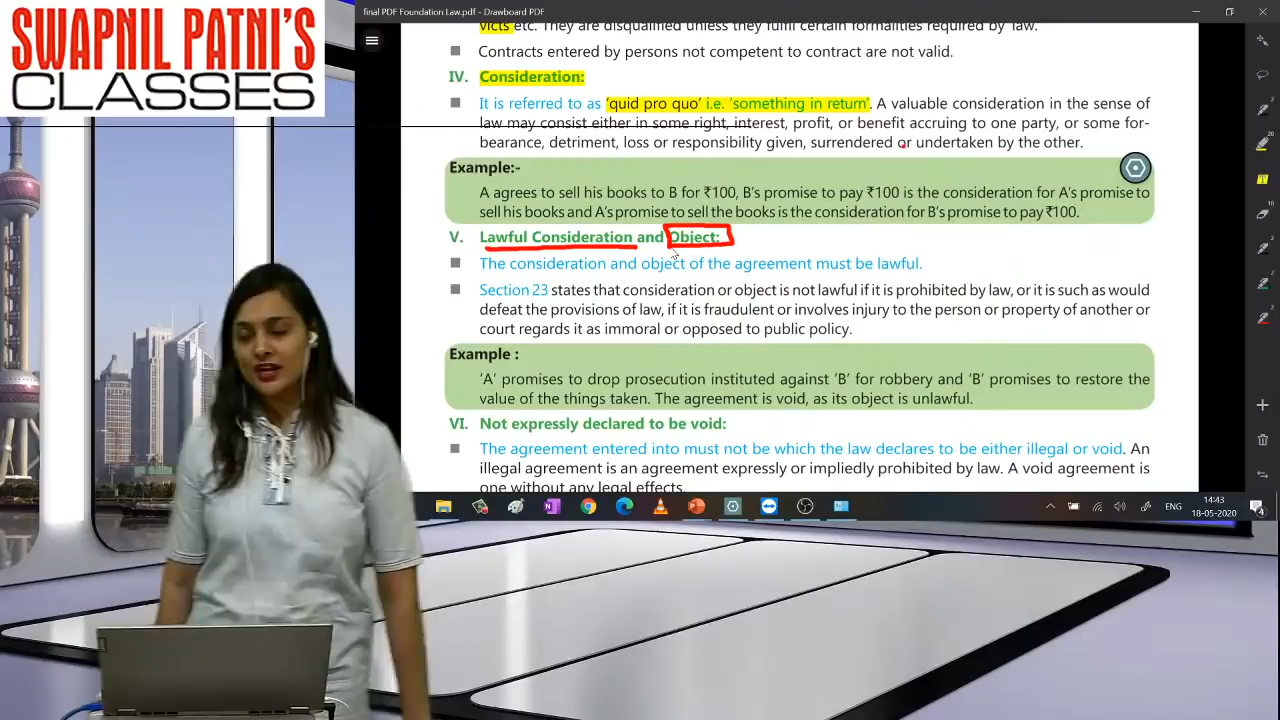 SWAPNIL PATNI'S
CLASSES
final PDF Foundation Law.pdf - Drawboard PDF
victs etc. They are disqualified unless they fulfil certain formalities required by law.
Contracts entered by persons not competent to contract are not valid.
IV. Consideration:
It is referred to as 'quid pro quo' i.e. 'something in return'. A valuable consideration in the sense of
law may consist either in some right, interest, profit, or benefit accruing to one party, or some for-
bearance, detriment, loss or responsibility given, surrendered or undertaken by the other.
Example:-
A agrees to sell his books to B for ₹100, B's promise to pay ₹100 is the consideration for A's promise to
sell his books and A's promise to sell the books is the consideration for B's promise to pay ₹100.
V. Lawful Consideration and Object:
The consideration and object of the agreement must be lawful.
Section 23 states that consideration or object is not lawful if it is prohibited by law, or it is such as would
defeat the provisions of law, if it is fraudulent or involves injury to the person or property of another or
court regards it as immoral or opposed to public policy.
Example :
'A' promises to drop prosecution instituted against 'B' for robbery and 'B' promises to restore the
value of the things taken. The agreement is void, as its object is unlawful.
VI. Not expressly declared to be void:
The agreement entered into must not be which the law declares to be either illegal or void. An
illegal agreement is an agreement expressly or impliedly prohibited by law. A void agreement is
one without any legal effects.
ENG
14:43
18-05-2020